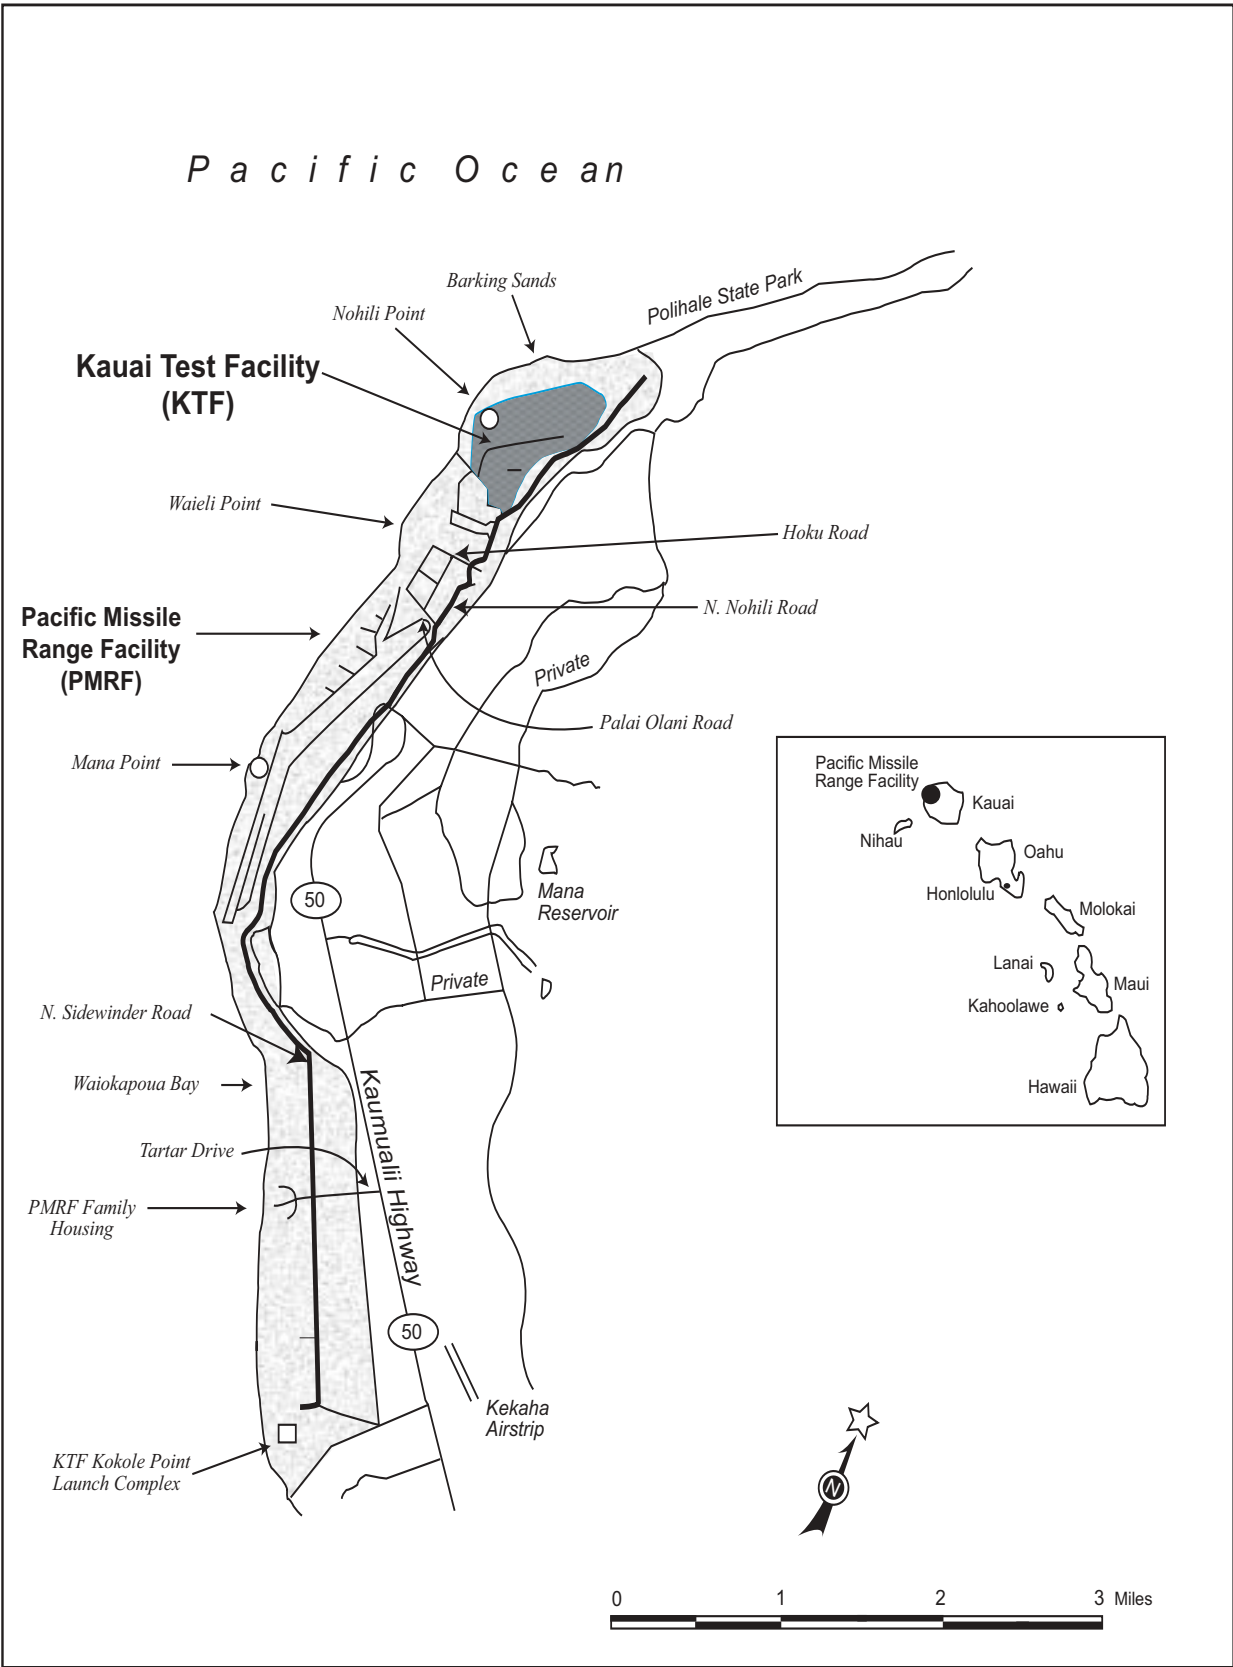 Pacific Ocean
Barking Sands
Polihale State Park
Nohili Point
Kauai Test Facility
(KTF)
Waieli Point
Hoku Road
N. Nohili Road
Pacific Missile
Range Facility
(PMRF)
Private
Palai Olani Road
Mana Point
Pacific Missile
Range Facility
Kauai
Nihau
Oahu
Honlolulu
Molokai
Lanai
Maui
Kahoolawe
Hawaii
50
Mana
Reservoir
Private
N. Sidewinder Road
Waiokapoua Bay
Kaumualii Highway
Tartar Drive
PMRF Family
Housing
50
Kekaha
Airstrip
KTF Kokole Point
Launch Complex
N
0 1 2 3 Miles